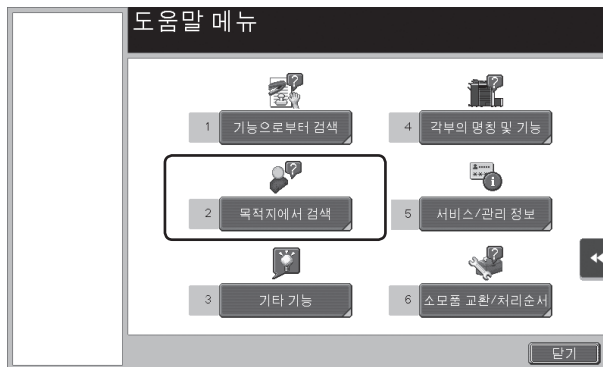 도움말 메뉴
1 기능으로부터 검색
4 각부의 명칭 및 기능
2 목적지에서 검색
5 서비스/관리 정보
3 기타 기능
6 소모품 교환/처리순서
닫기